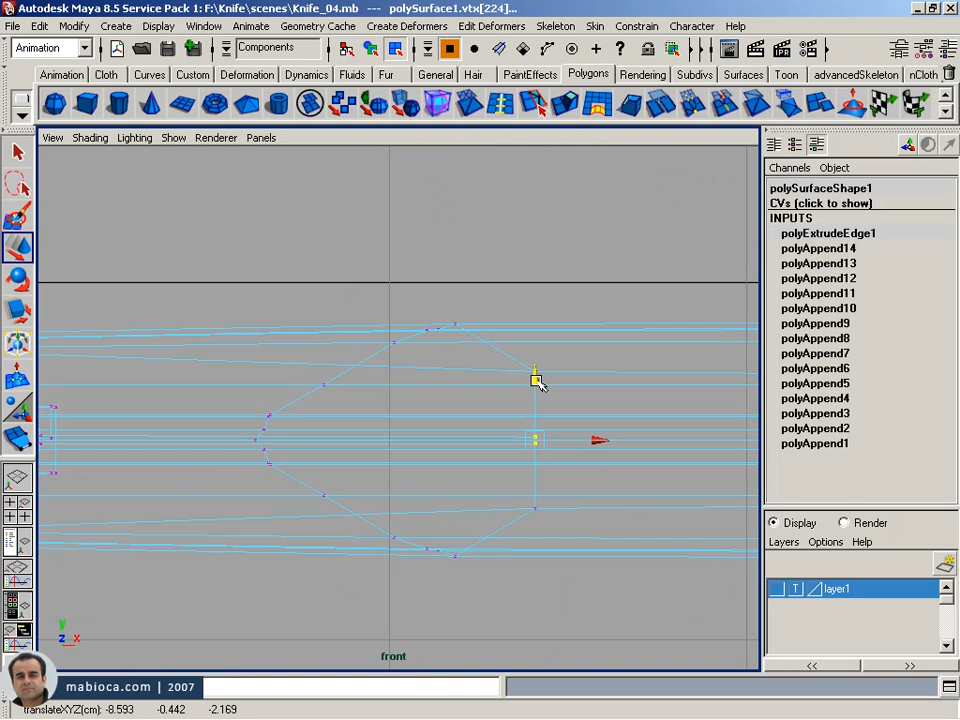 Autodesk Maya 8.5 Service Pack 1: F:\Knife\scenes\Knife_04.mb --- polySurface1.vtx[224]...
File Edit Modify Create Display Window Animate Geometry Cache Create Deformers Edit Deformers Skeleton Skin Constrain Character Help
Animation Components
Animation Cloth Curves Custom Deformation Dynamics Fluids Fur General Hair PaintEffects Polygons Rendering Subdivs Surfaces Toon advancedSkeleton nCloth
View Shading Lighting Show Renderer Panels
Channels Object
polySurfaceShape1
CVs (click to show)
INPUTS
polyExtrudeEdge1
polyAppend14
polyAppend13
polyAppend12
polyAppend11
polyAppend10
polyAppend9
polyAppend8
polyAppend7
polyAppend6
polyAppend5
polyAppend4
polyAppend3
polyAppend2
polyAppend1
Display Render
Layers Options Help
T layer1
<< >>
y
z x
front
mabioca.com | 2007
translateXYZ(cm): -8.593 -0.442 -2.169